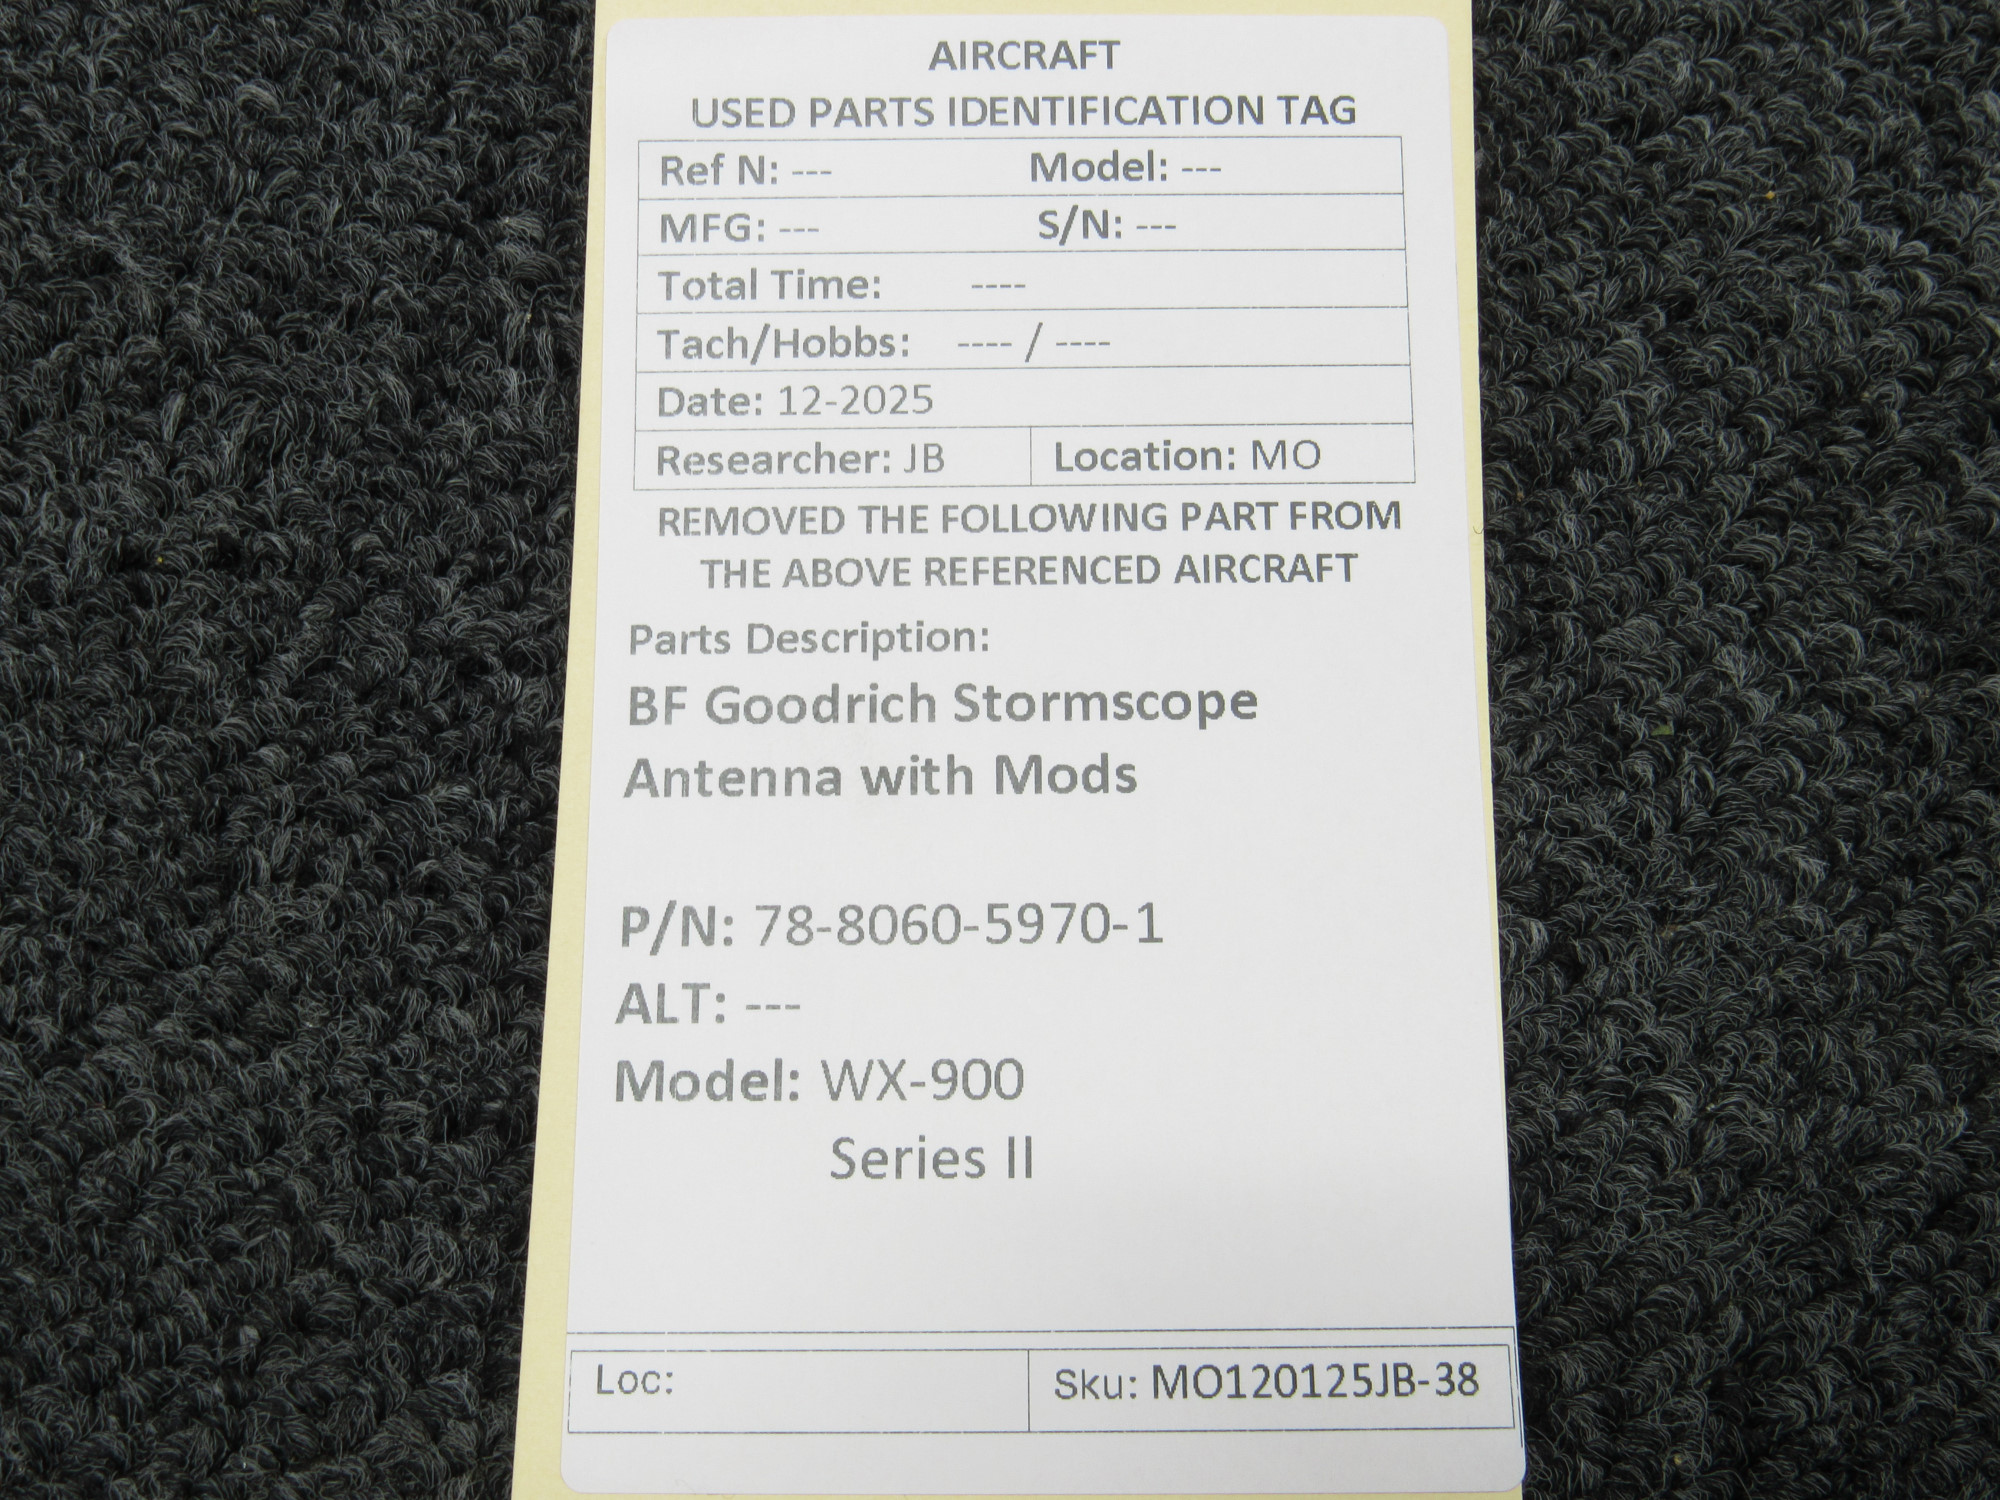 AIRCRAFT
USED PARTS IDENTIFICATION TAG
Ref N: --- Model: ---
MFG: --- S/N: ---
Total Time: ----
Tach/Hobbs: ---- / ----
Date: 12-2025
Researcher: JB Location: MO
REMOVED THE FOLLOWING PART FROM
THE ABOVE REFERENCED AIRCRAFT
Parts Description:
BF Goodrich Stormscope
Antenna with Mods
P/N: 78-8060-5970-1
ALT: ---
Model: WX-900
Series II
Loc: Sku: MO120125JB-38